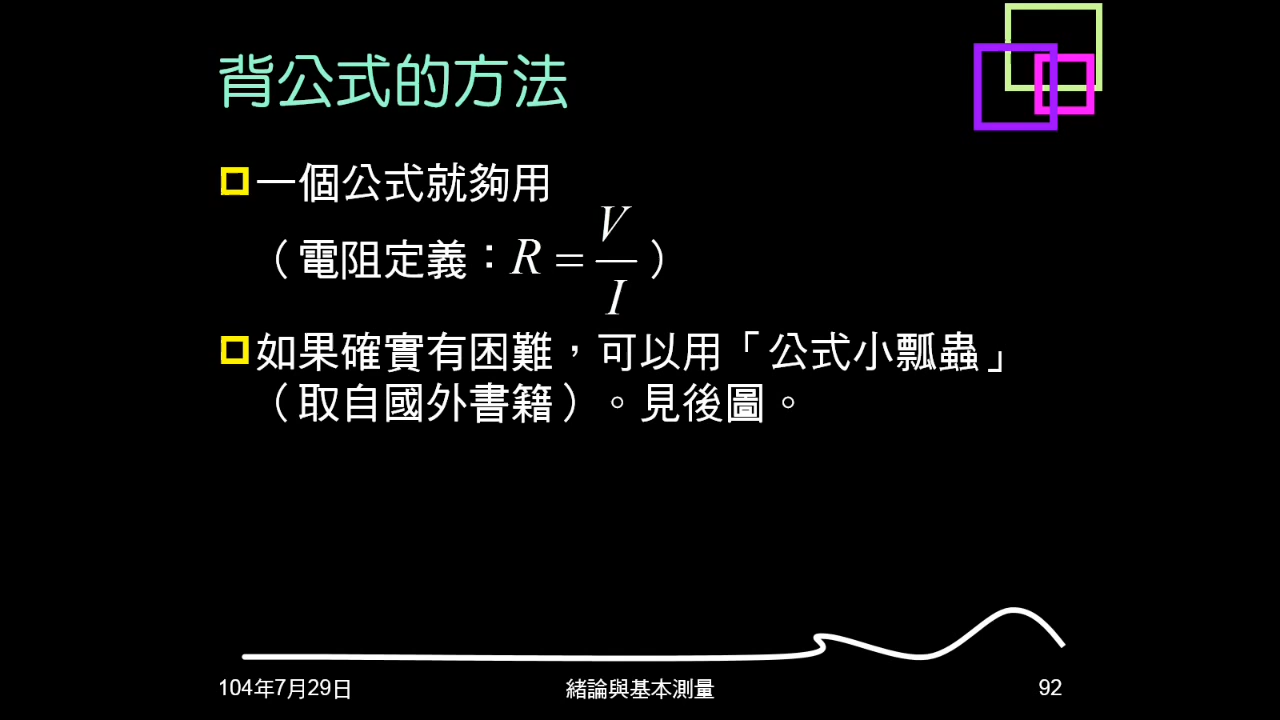 背公式的方法
一個公式就夠用
（電阻定義：R = V/I）
如果確實有困難，可以用「公式小瓢蟲」
（取自國外書籍）。見後圖。
104年7月29日
緒論與基本測量
92